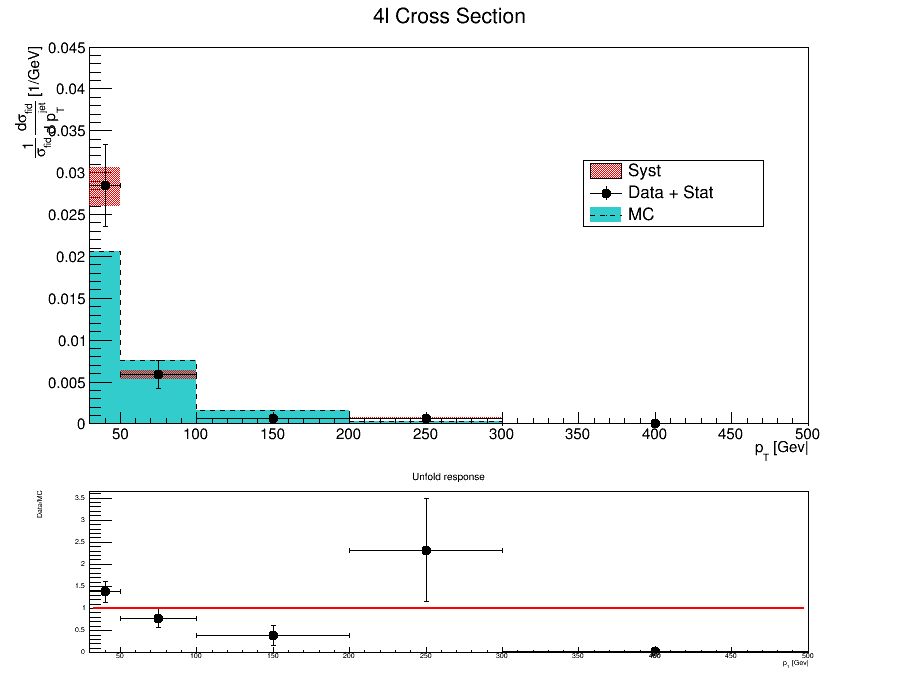 4l Cross Section
1/σfid dσfid/d pTjet [1/GeV]
0.045
0.04
0.035
0.03
0.025
0.02
0.015
0.01
0.005
0
Syst
Data + Stat
MC
50 100 150 200 250 300 350 400 450 500
pT [Gev]
Unfold response
Data/MC
3.5
3
2.5
2
1.5
1
0.5
0
50 100 150 200 250 300 350 400 450 500
pT [Gev]